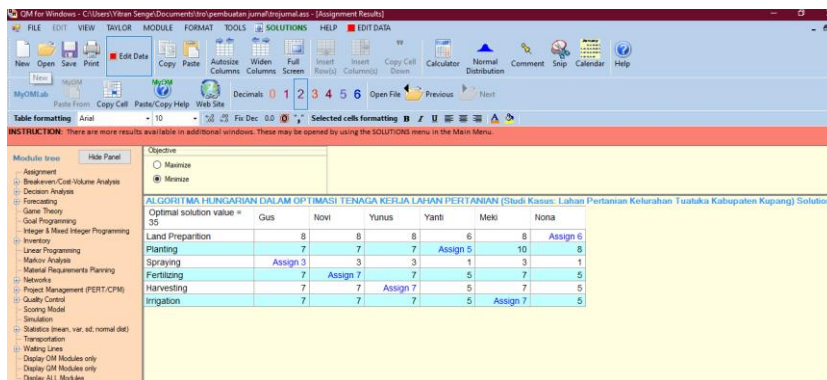 QM for Windows - C:\Users\Yitran Senge\Documents\tro\pembuatan jurnal\trojurnal.ass - [Assignment Results]
FILE EDIT VIEW TAYLOR MODULE FORMAT TOOLS SOLUTIONS HELP EDIT DATA
New Open Save Print Edit Data Copy Paste Autosize Columns Widen Columns Full Screen Insert Row(s) Insert Column(s) Copy Cell Down Calculator Normal Distribution Comment Snip Calendar Help
New
MyOMLab Paste From Copy Cell Paste/Copy Help Web Site Decimals 0 1 2 3 4 5 6 Open File Previous Next
Table formatting Arial 10 Fix Dec 0.0 Selected cells formatting B I U
INSTRUCTION: There are more results available in additional windows. These may be opened by using the SOLUTIONS menu in the Main Menu.
Module tree Hide Panel
Assignment
Breakeven/Cost-Volume Analysis
Decision Analysis
Forecasting
Game Theory
Goal Programming
Integer & Mixed Integer Programming
Inventory
Linear Programming
Markov Analysis
Material Requirements Planning
Networks
Project Management (PERT/CPM)
Quality Control
Scoring Model
Simulation
Statistics (mean, var, sd; normal dist)
Transportation
Waiting Lines
Display OM Modules only
Display QM Modules only
Display ALL Modules
Objective
Maximize
Minimize
ALGORITMA HUNGARIAN DALAM OPTIMASI TENAGA KERJA LAHAN PERTANIAN (Studi Kasus: Lahan Pertanian Kelurahan Tuatuka Kabupaten Kupang) Solution
Optimal solution value = 35 Gus Novi Yunus Yanti Meki Nona
Land Preparition 8 8 8 6 8 Assign 6
Planting 7 7 7 Assign 5 10 8
Spraying Assign 3 3 3 1 3 1
Fertilizing 7 Assign 7 7 5 7 5
Harvesting 7 7 Assign 7 5 7 5
Irrigation 7 7 7 5 Assign 7 5